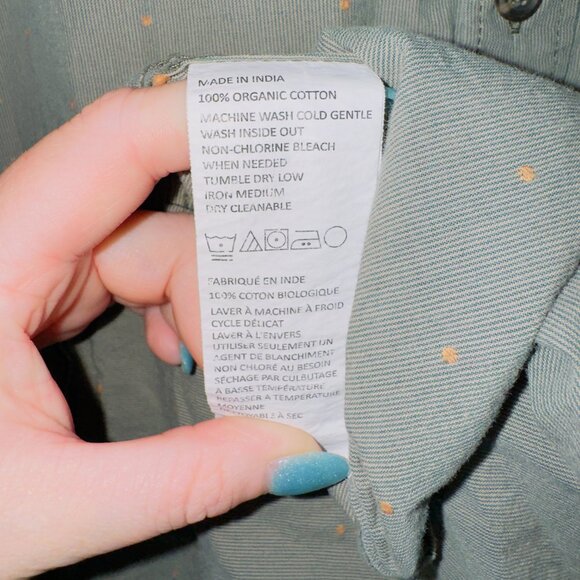 MADE IN INDIA
100% ORGANIC COTTON
MACHINE WASH COLD GENTLE
WASH INSIDE OUT
NON-CHLORINE BLEACH
WHEN NEEDED
TUMBLE DRY LOW
IRON MEDIUM
DRY CLEANABLE
FABRIQUÉ EN INDE
100% COTON BIOLOGIQUE
LAVER À MACHINE À FROID
CYCLE DÉLICAT
LAVER À L'ENVERS
UTILISER SEULEMENT UN
AGENT DE BLANCHIMENT
NON CHLORÉ AU BESOIN
SÉCHAGE PAR CULBUTAGE
À BASSE TEMPÉRATURE
REPASSER À TEMPÉRATURE
MOYENNE
À SEC